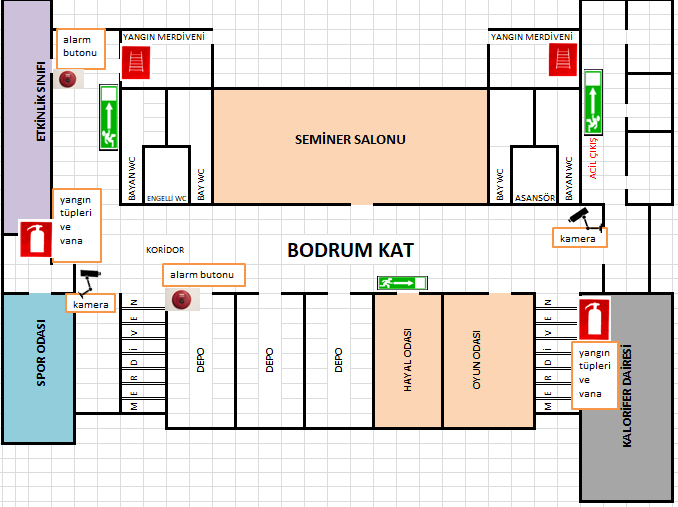 YANGIN MERDİVENİ
YANGIN MERDİVENİ
alarm
butonu
ETKİNLİK SINIFI
SEMİNER SALONU
BAYAN WC
ENGELLİ WC
BAY WC
BAY WC
ASANSÖR
BAYAN WC
ACİL ÇIKIŞ
yangın
tüpleri
ve
vana
kamera
KORİDOR
BODRUM KAT
alarm butonu
kamera
SPOR ODASI
MERDİVEN
DEPO
DEPO
DEPO
HAYAL ODASI
OYUN ODASI
MERDİVEN
yangın
tüpleri
ve
vana
KALORİFER DAİRESİ